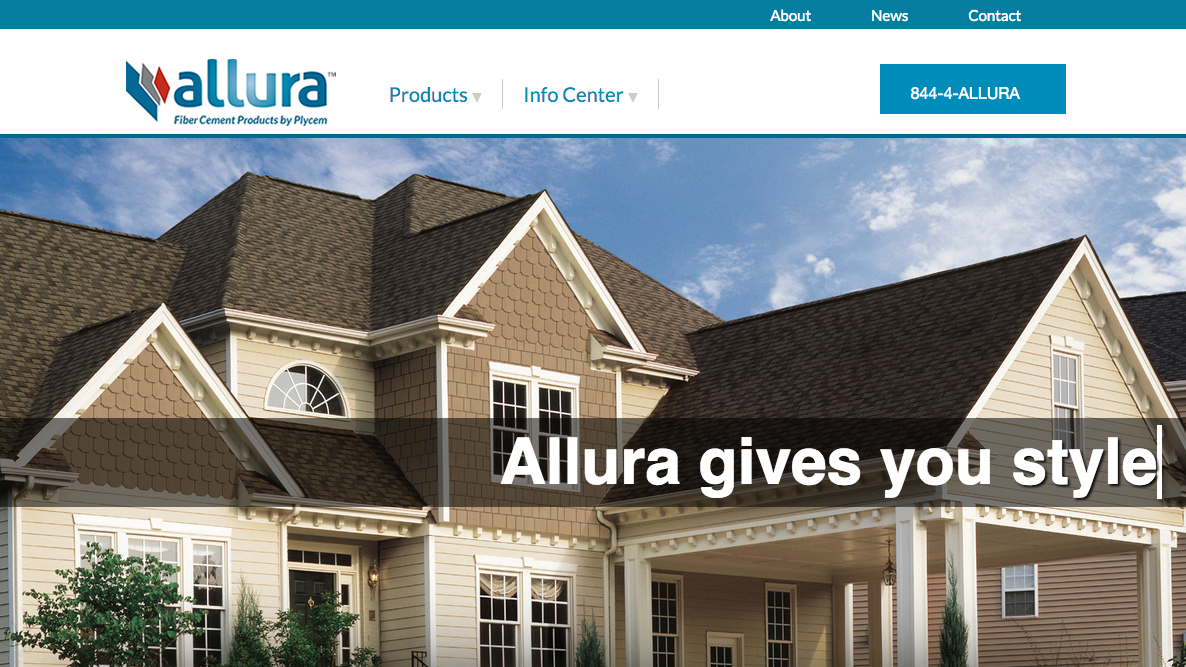 About News Contact
allura™
Fiber Cement Products by Plycem
Products ▾ Info Center ▾
844-4-ALLURA
Allura gives you style